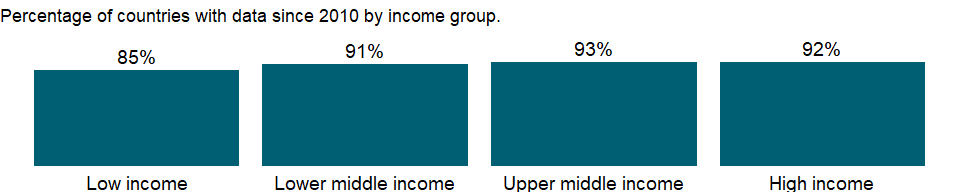 Percentage of countries with data since 2010 by income group.
85% 91% 93% 92%
Low income Lower middle income Upper middle income High income